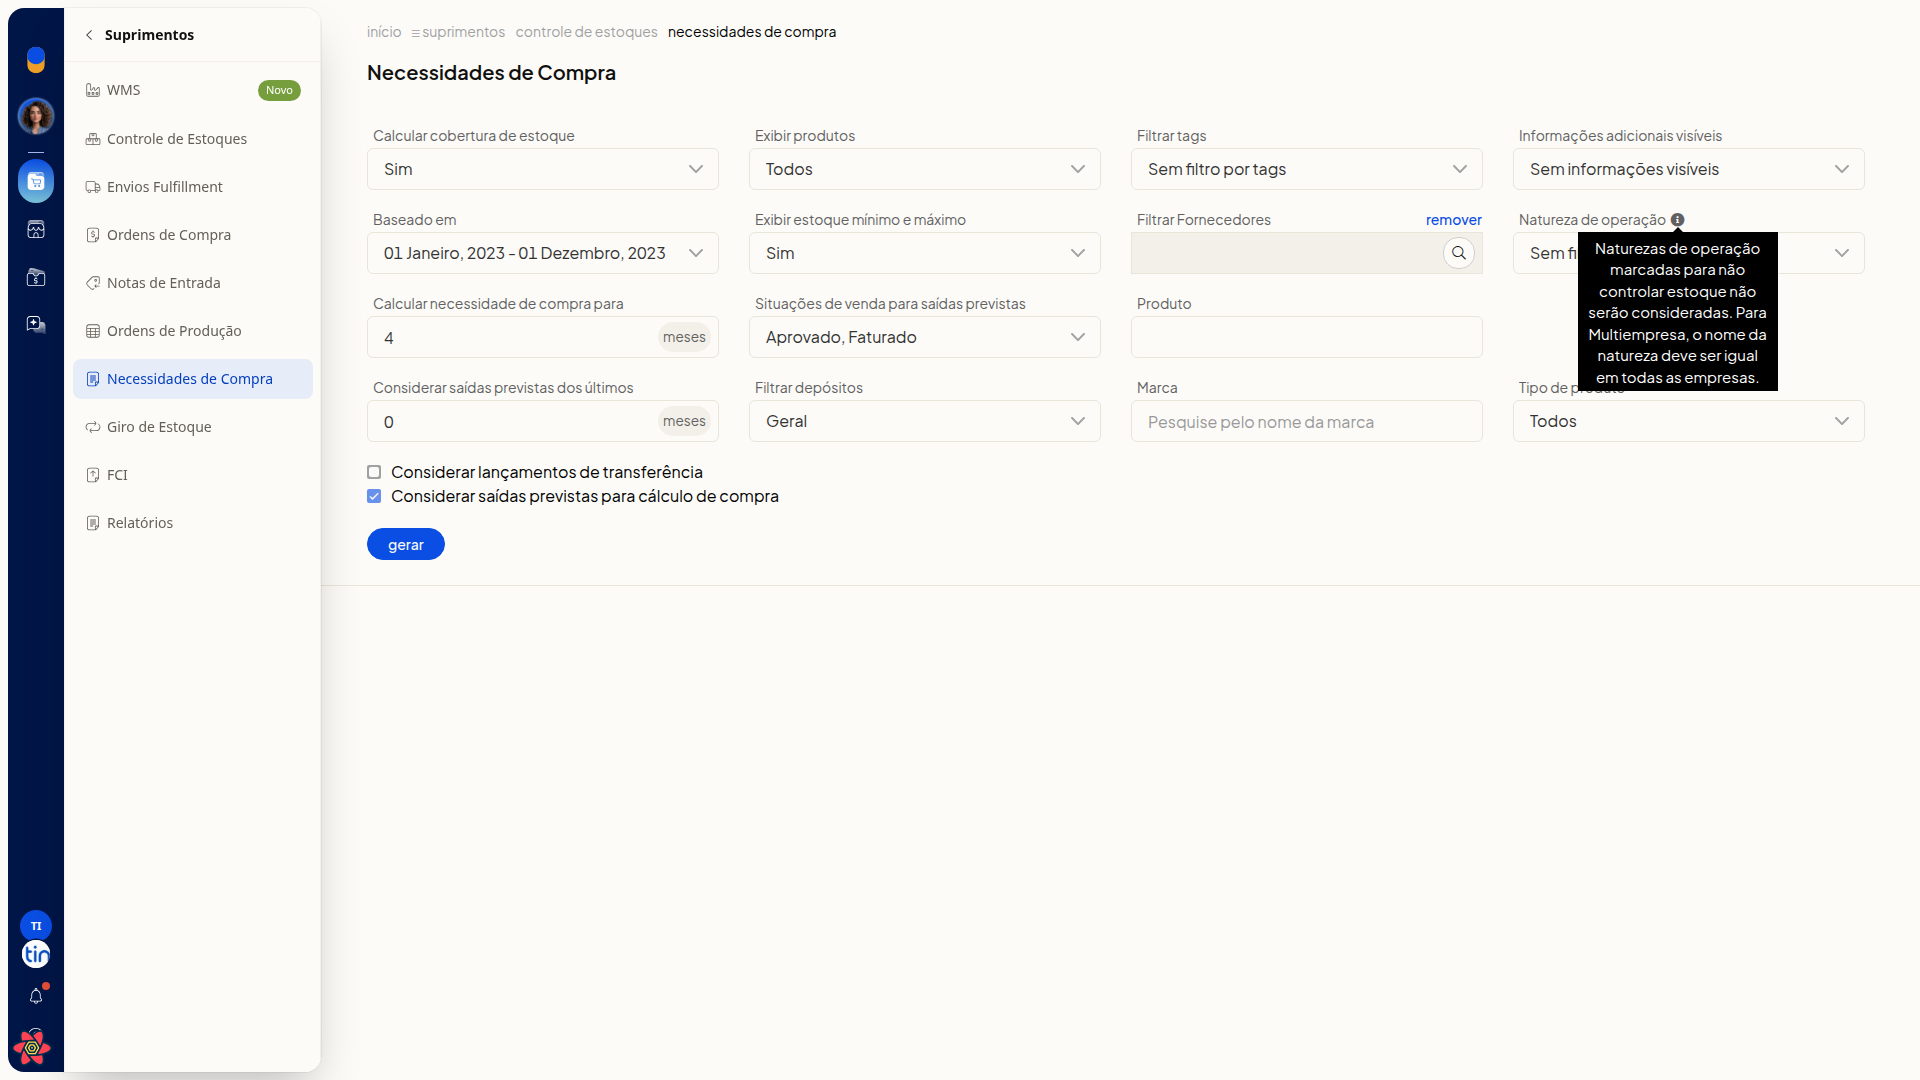 Suprimentos
WMS
Novo
Controle de Estoques
Envios Fulfillment
Ordens de Compra
Notas de Entrada
Ordens de Produção
Necessidades de Compra
Giro de Estoque
FCI
Relatórios
TI
tin
início suprimentos controle de estoques necessidades de compra
Necessidades de Compra
Calcular cobertura de estoque
Sim
Exibir produtos
Todos
Filtrar tags
Sem filtro por tags
Informações adicionais visíveis
Sem informações visíveis
Baseado em
01 Janeiro, 2023 - 01 Dezembro, 2023
Exibir estoque mínimo e máximo
Sim
Filtrar Fornecedores
remover
Natureza de operação
Sem fi
Naturezas de operação
marcadas para não
controlar estoque não
serão consideradas. Para
Multiempresa, o nome da
natureza deve ser igual
em todas as empresas.
Calcular necessidade de compra para
4
meses
Situações de venda para saídas previstas
Aprovado, Faturado
Produto
Considerar saídas previstas dos últimos
0
meses
Filtrar depósitos
Geral
Marca
Pesquise pelo nome da marca
Tipo de produto
Todos
Considerar lançamentos de transferência
Considerar saídas previstas para cálculo de compra
gerar